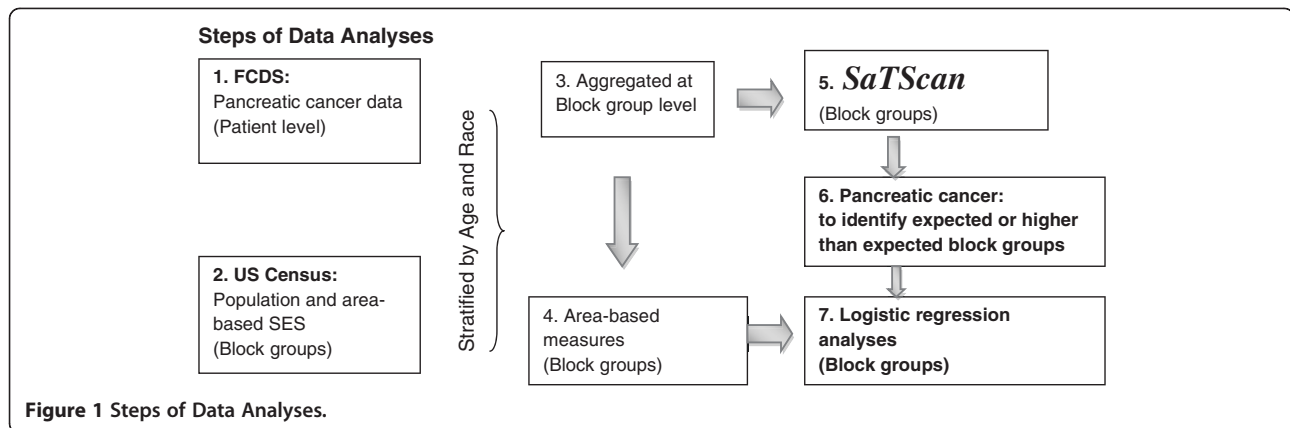 Steps of Data Analyses
1. FCDS:
Pancreatic cancer data
(Patient level)
2. US Census:
Population and area-
based SES
(Block groups)
Stratified by Age and Race
3. Aggregated at
Block group level
4. Area-based
measures
(Block groups)
5. SaTScan
(Block groups)
6. Pancreatic cancer:
to identify expected or higher
than expected block groups
7. Logistic regression
analyses
(Block groups)
Figure 1 Steps of Data Analyses.